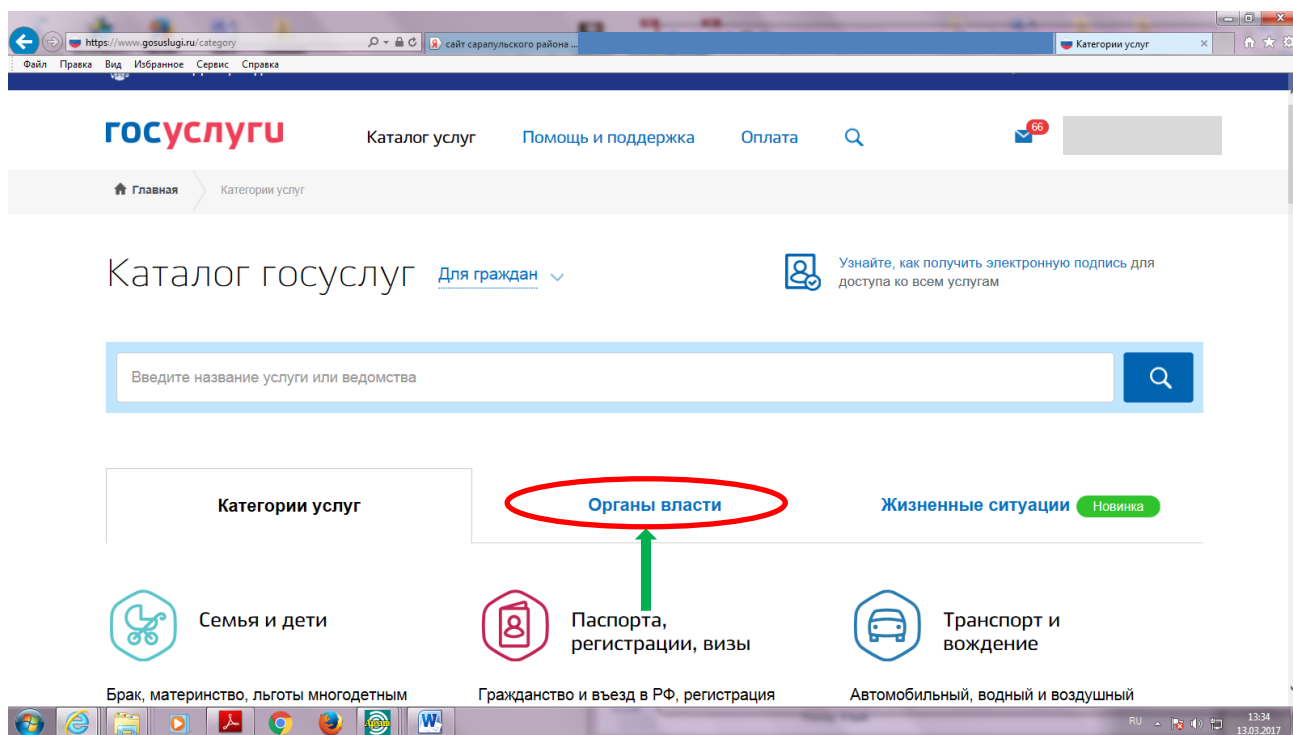 https://www.gosuslugi.ru/category
сайт сарапульского района ...
Категории услуг
Файл Правка Вид Избранное Сервис Справка
госуслуги
Каталог услуг Помощь и поддержка Оплата 66
Главная Категории услуг
Каталог госуслуг Для граждан
Узнайте, как получить электронную подпись для
доступа ко всем услугам
Введите название услуги или ведомства
Категории услуг Органы власти Жизненные ситуации Новинка
Семья и дети
Паспорта,
регистрации, визы
Транспорт и
вождение
Брак, материнство, льготы многодетным
Гражданство и въезд в РФ, регистрация
Автомобильный, водный и воздушный
RU 13:34
13.03.2017